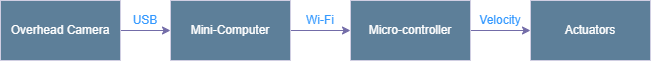 Overhead Camera
USB
Mini-Computer
Wi-Fi
Micro-controller
Velocity
Actuators